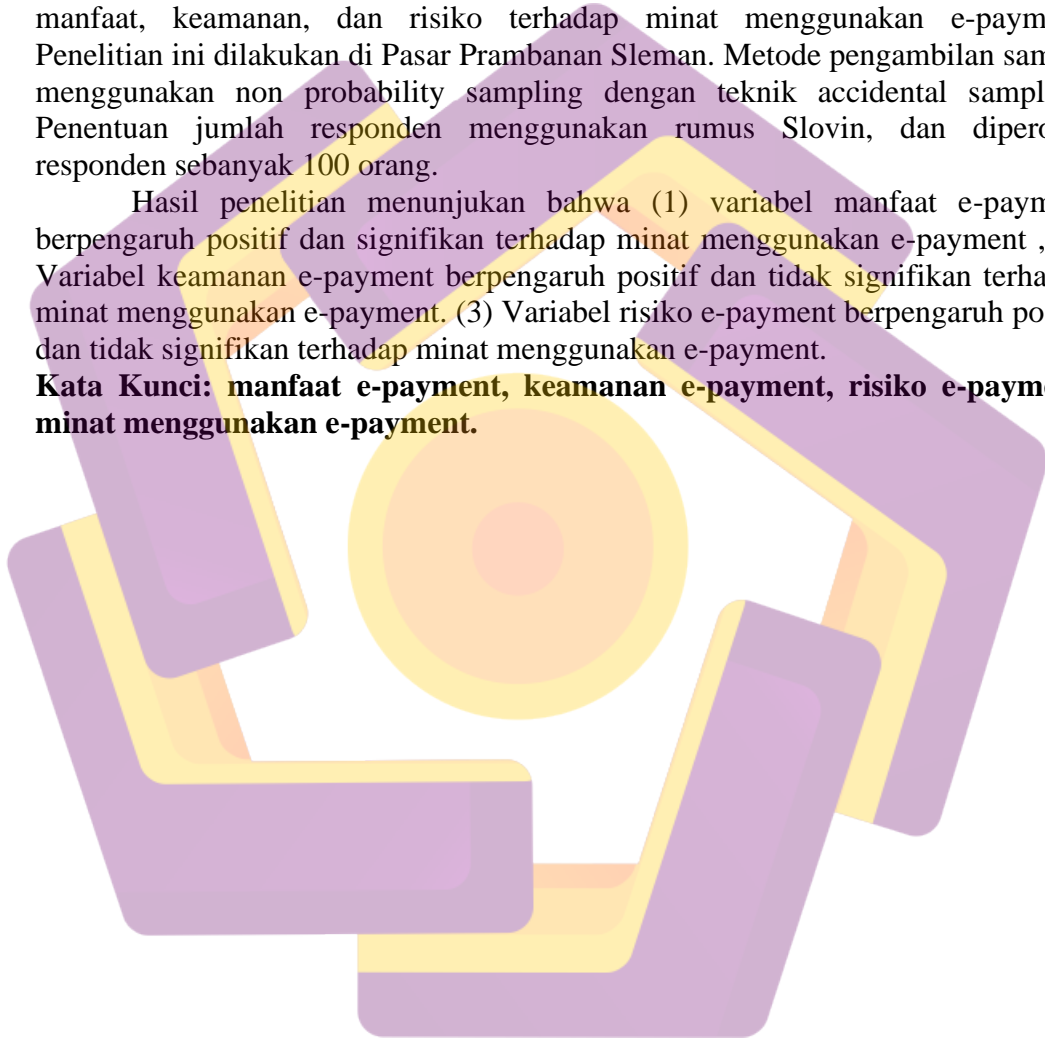 manfaat, keamanan, dan risiko terhadap minat menggunakan e-paym
Penelitian ini dilakukan di Pasar Prambanan Sleman. Metode pengambilan sam
menggunakan non probability sampling dengan teknik accidental sampl
Penentuan jumlah responden menggunakan rumus Slovin, dan dipero
responden sebanyak 100 orang.
Hasil penelitian menunjukan bahwa (1) variabel manfaat e-paym
berpengaruh positif dan signifikan terhadap minat menggunakan e-payment ,
Variabel keamanan e-payment berpengaruh positif dan tidak signifikan terha
minat menggunakan e-payment. (3) Variabel risiko e-payment berpengaruh po
dan tidak signifikan terhadap minat menggunakan e-payment.
Kata Kunci: manfaat e-payment, keamanan e-payment, risiko e-payme
minat menggunakan e-payment.